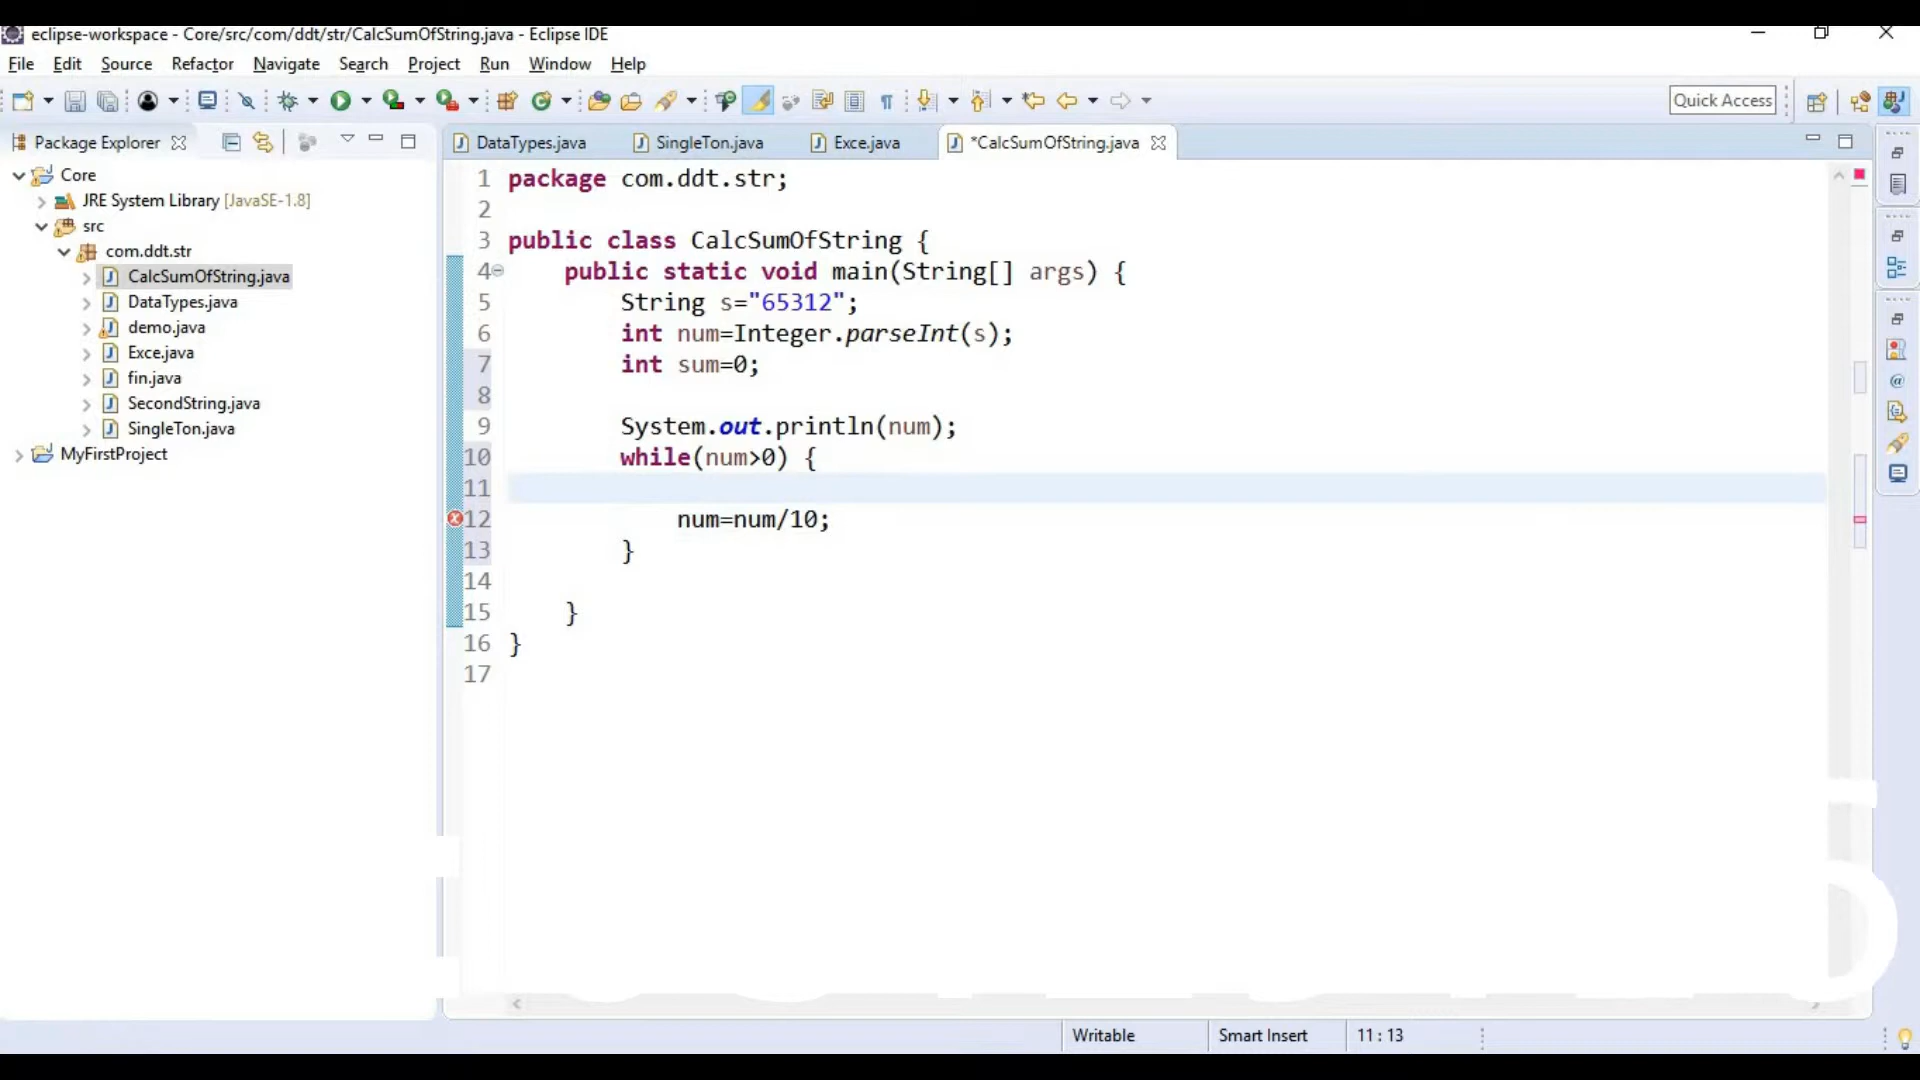 eclipse-workspace - Core/src/com/ddt/str/CalcSumOfString.java - Eclipse IDE
File Edit Source Refactor Navigate Search Project Run Window Help
Quick Access
Package Explorer
DataTypes.java SingleTon.java Exce.java *CalcSumOfString.java
Core
JRE System Library [JavaSE-1.8]
src
com.ddt.str
CalcSumOfString.java
DataTypes.java
demo.java
Exce.java
fin.java
SecondString.java
SingleTon.java
MyFirstProject
1 package com.ddt.str;
2
3 public class CalcSumOfString {
4 public static void main(String[] args) {
5 String s="65312";
6 int num=Integer.parseInt(s);
7 int sum=0;
8
9 System.out.println(num);
10 while(num>0) {
11
12 num=num/10;
13 }
14
15 }
16 }
17
Writable Smart Insert 11 : 13